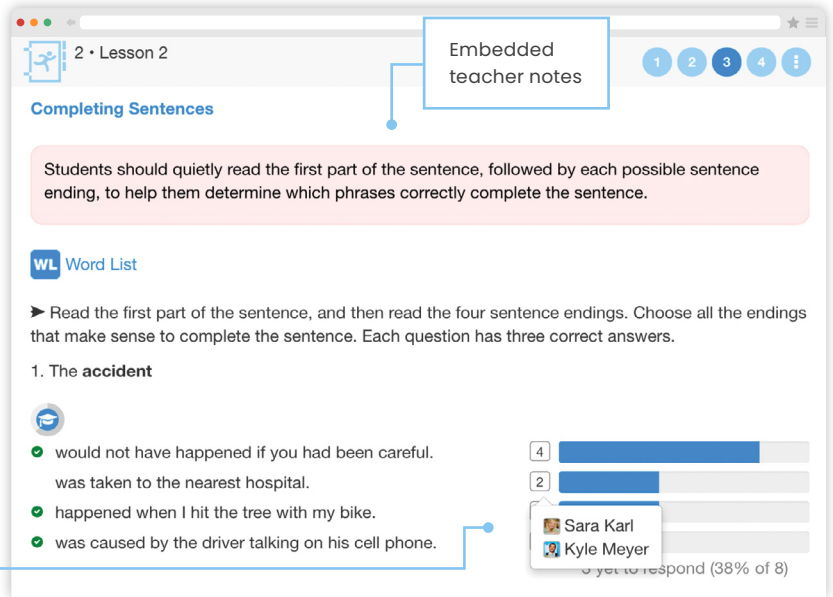 2 • Lesson 2
Embedded
teacher notes
1 2 3 4
Completing Sentences
Students should quietly read the first part of the sentence, followed by each possible sentence
ending, to help them determine which phrases correctly complete the sentence.
WL Word List
➤ Read the first part of the sentence, and then read the four sentence endings. Choose all the endings
that make sense to complete the sentence. Each question has three correct answers.
1. The accident
would not have happened if you had been careful. 4
was taken to the nearest hospital. 2
happened when I hit the tree with my bike.
was caused by the driver talking on his cell phone.
Sara Karl
Kyle Meyer
yet to respond (38% of 8)